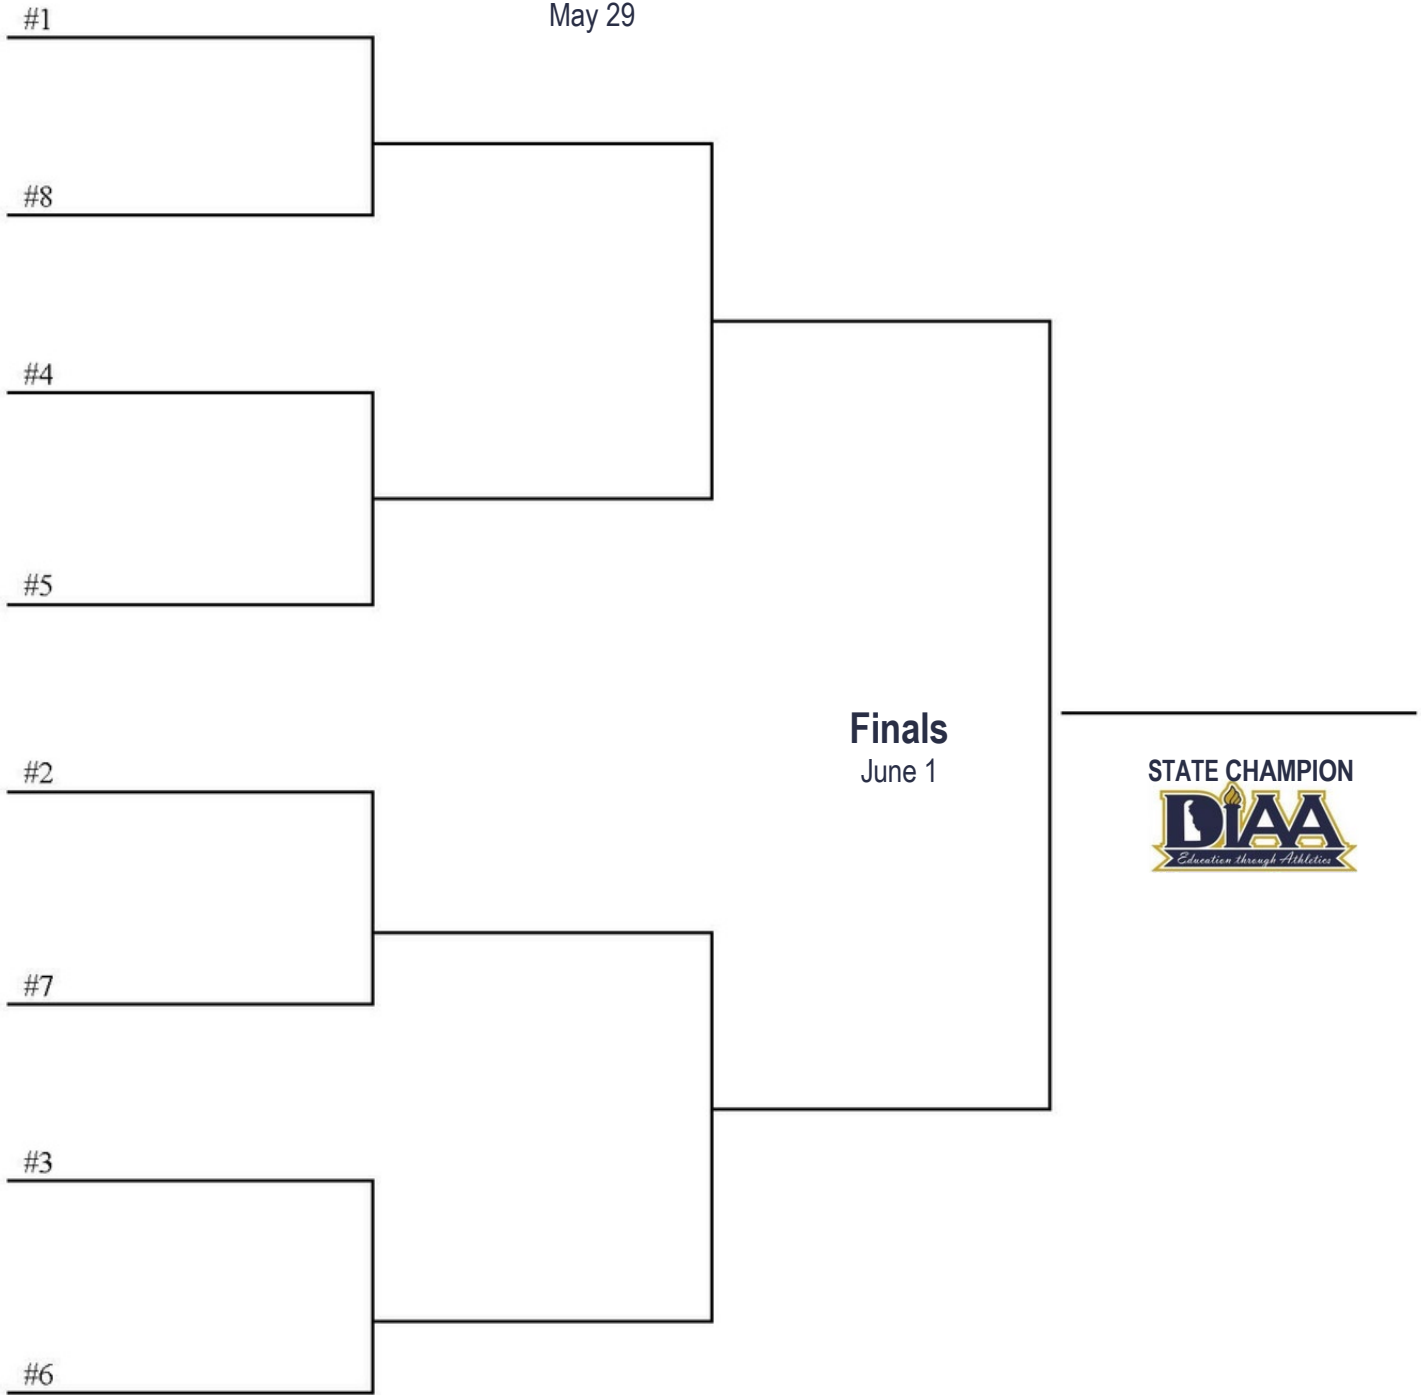 #1
May 29
#8
#4
#5
Finals
June 1
#2
STATE CHAMPION
DIAA
Education through Athletics
#7
#3
#6